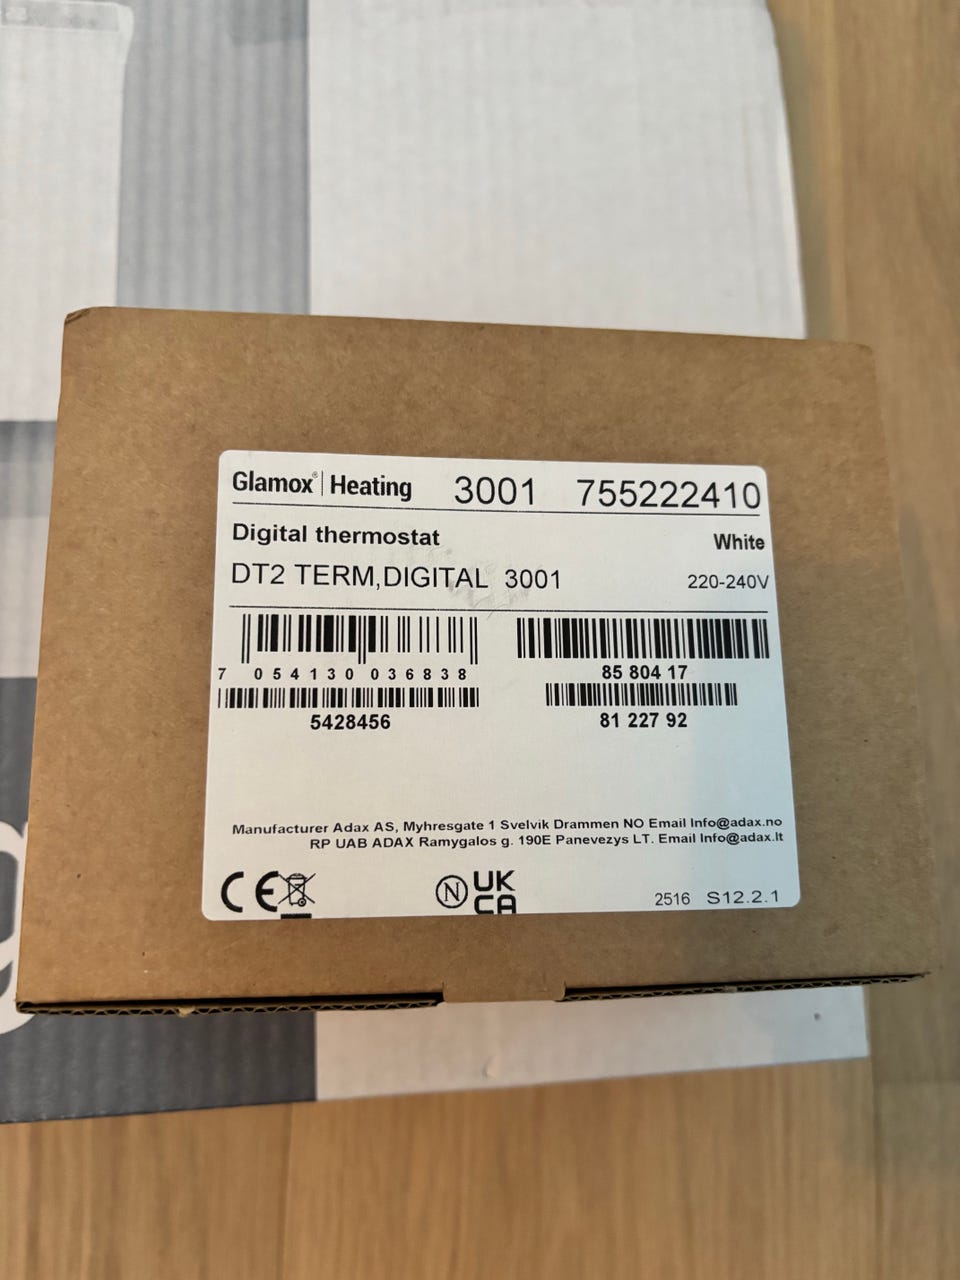 Glamox® Heating 3001 755222410
Digital thermostat White
DT2 TERM,DIGITAL 3001 220-240V
7 054130 036838
85 804 17
5428456
81 227 92
Manufacturer Adax AS, Myhresgate 1 Svelvik Drammen NO Email Info@adax.no
RP UAB ADAX Ramygalos g. 190E Panevezys LT. Email Info@adax.lt
CE N UK CA 2516 S12.2.1
g